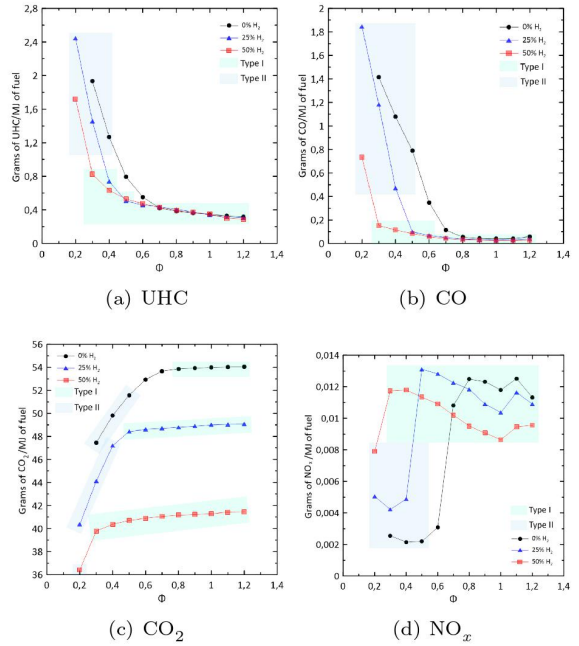 Grams of UHC/MJ of fuel
2,8
2,4
2
1,6
1,2
0,8
0,4
0
0% H₂
25% H₂
50% H₂
Type I
Type II
0 0,2 0,4 0,6 0,8 1 1,2 1,4
Φ
(a) UHC
Grams of CO/MJ of fuel
2
1,8
1,6
1,4
1,2
1
0,8
0,6
0,4
0,2
0
0% H₂
25% H₂
50% H₂
Type I
Type II
0 0,2 0,4 0,6 0,8 1 1,2 1,4
Φ
(b) CO
Grams of CO₂/MJ of fuel
56
54
52
50
48
46
44
42
40
38
36
0% H₂
25% H₂
50% H₂
Type I
Type II
0 0,2 0,4 0,6 0,8 1 1,2 1,4
Φ
(c) CO₂
Grams of NOₓ/MJ of fuel
0,014
0,012
0,01
0,008
0,006
0,004
0,002
0
Type I
Type II
0% H₂
25% H₂
50% H₂
0 0,2 0,4 0,6 0,8 1 1,2 1,4
Φ
(d) NOₓ